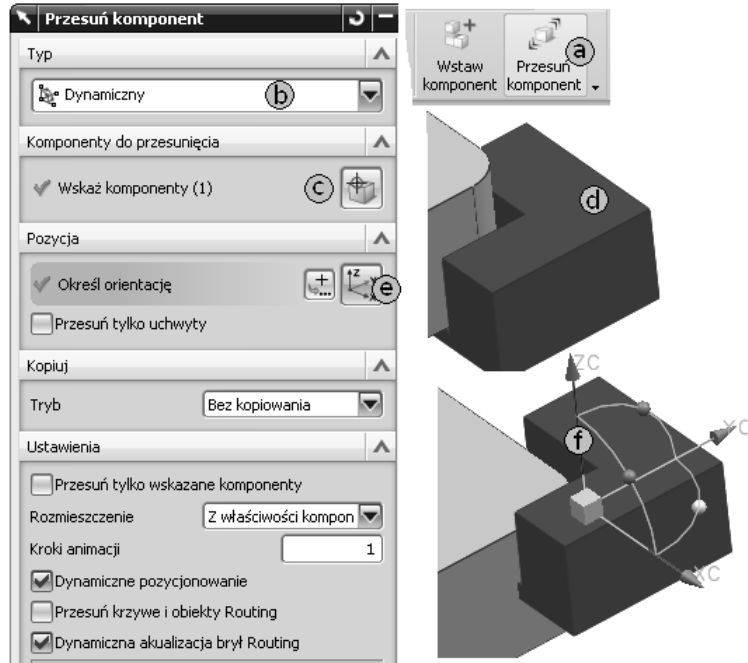 Przesuń komponent
Typ
Dynamiczny
b
Komponenty do przesunięcia
Wskaż komponenty (1)
c
Pozycja
Określ orientację
e
Przesuń tylko uchwyty
Kopiuj
Tryb
Bez kopiowania
Ustawienia
Przesuń tylko wskazane komponenty
Rozmieszczenie
Z właściwości kompon
Kroki animacji
1
Dynamiczne pozycjonowanie
Przesuń krzywe i obiekty Routing
Dynamiczna akualizacja brył Routing
Wstaw komponent
Przesuń komponent
a
d
ZC
f
XC